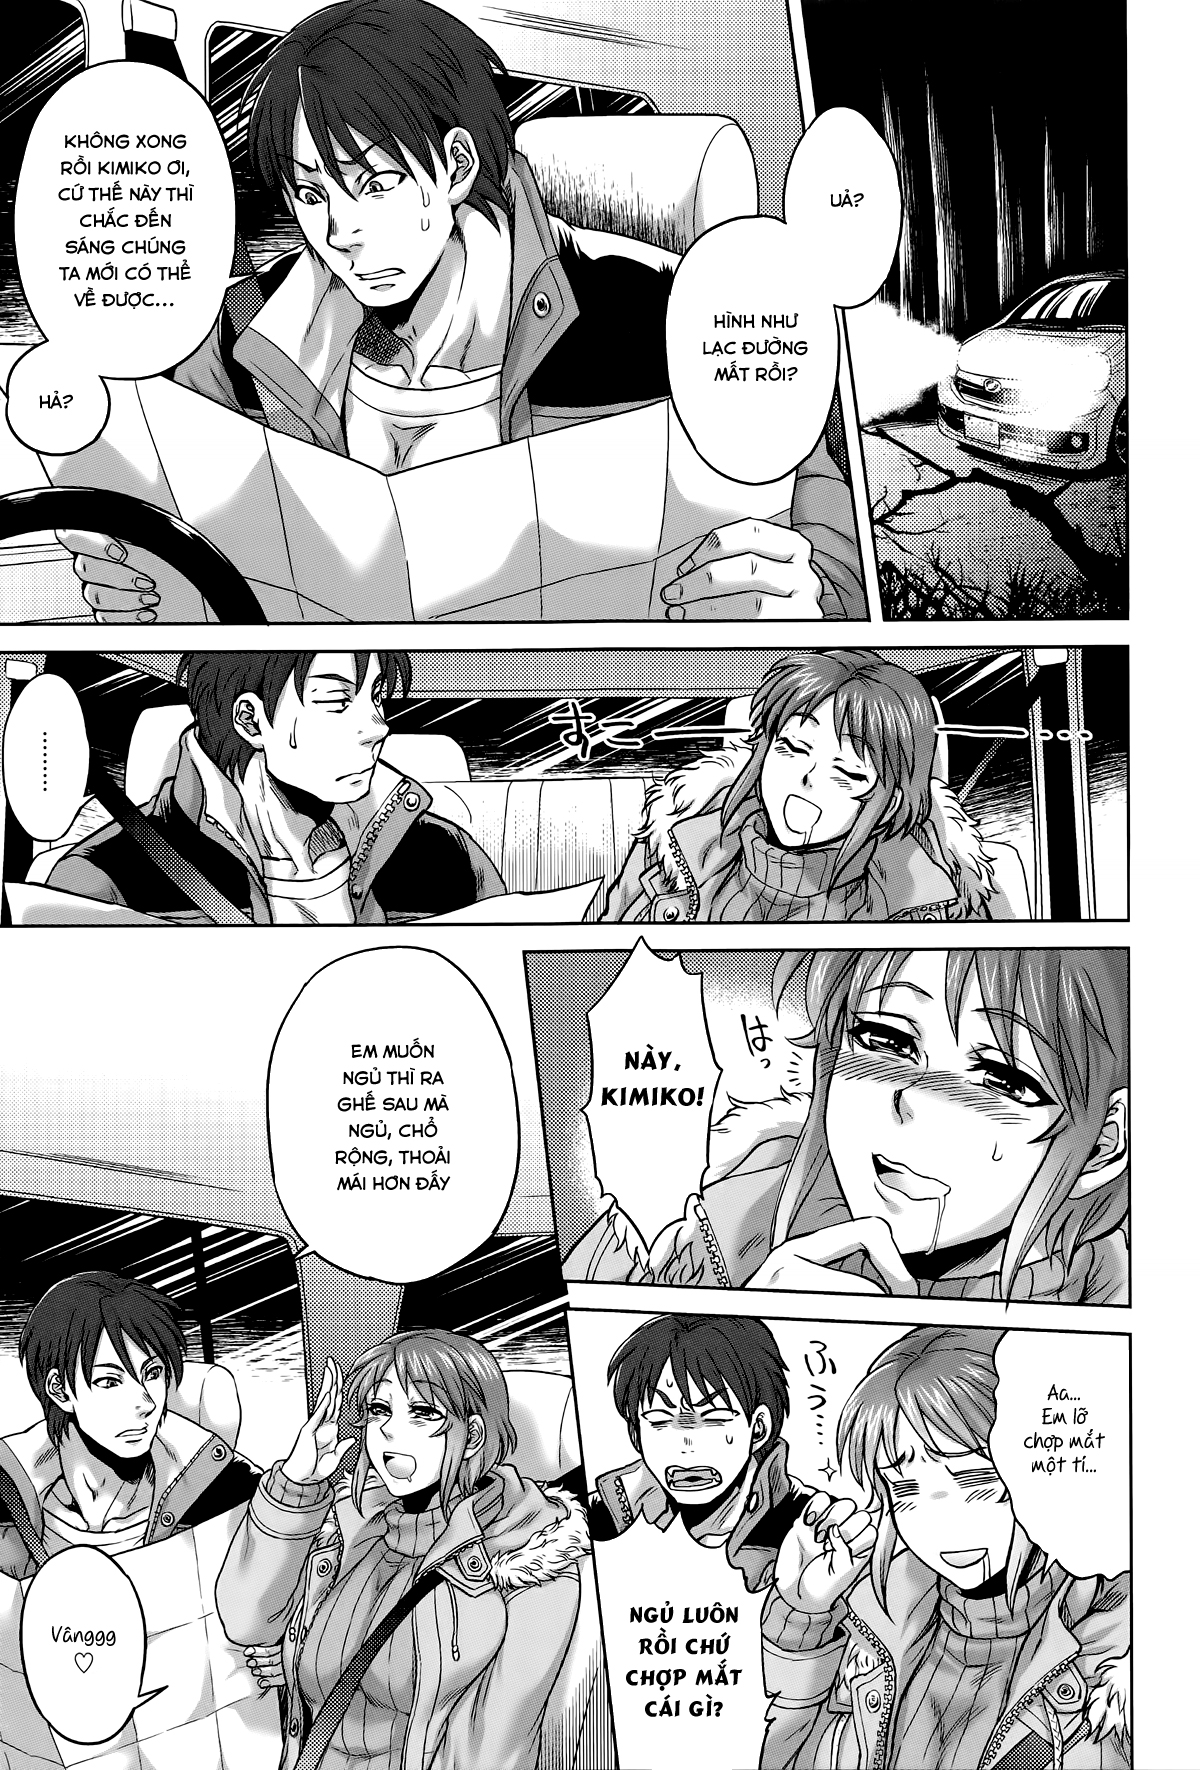 UẢ?
HÌNH NHƯ
LẠC ĐƯỜNG
MẤT RỒI?
KHÔNG XONG
RỒI KIMIKO ƠI,
CỨ THẾ NÀY THÌ
CHẮC ĐẾN
SÁNG CHÚNG
TA MỚI CÓ THỂ
VỀ ĐƯỢC...
HẢ?
すこーーー...
.........
NÀY,
KIMIKO!
はっ
Aa...
Em lỡ
chợp mắt
một tí...
ふぅ...
NGỦ LUÔN
RỒI CHỨ
CHỢP MẮT
CÁI GÌ?
EM MUỐN
NGỦ THÌ RA
GHẾ SAU MÀ
NGỦ, CHỔ
RỘNG, THOẢI
MÁI HƠN ĐẤY
Vânggg
♡